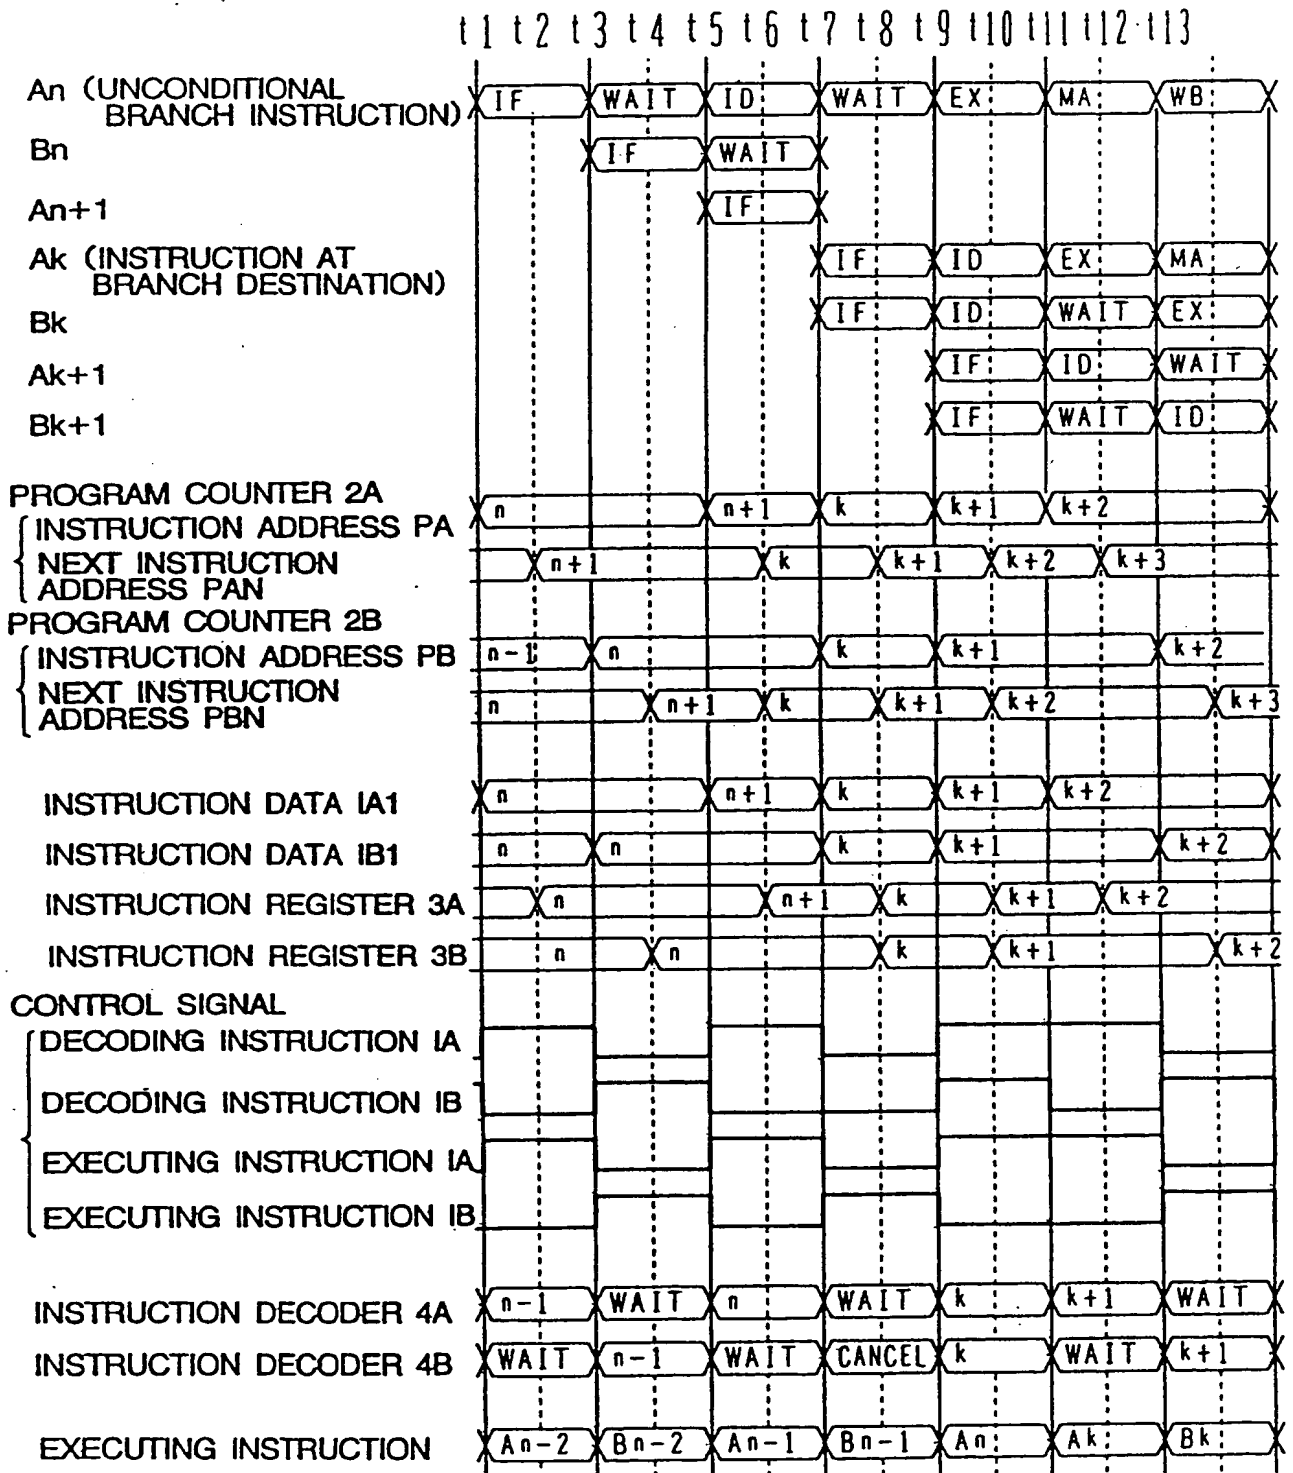 t1 t2 t3 t4 t5 t6 t7 t8 t9 t10 t11 t12 t13
An (UNCONDITIONAL
BRANCH INSTRUCTION) IF WAIT ID WAIT EX MA WB
Bn IF WAIT
An+1 IF
Ak (INSTRUCTION AT
BRANCH DESTINATION) IF ID EX MA
Bk IF ID WAIT EX
Ak+1 IF ID WAIT
Bk+1 IF WAIT ID
PROGRAM COUNTER 2A
INSTRUCTION ADDRESS PA n n+1 k k+1 k+2
NEXT INSTRUCTION
ADDRESS PAN n+1 k k+1 k+2 k+3
PROGRAM COUNTER 2B
INSTRUCTION ADDRESS PB n-1 n k k+1 k+2
NEXT INSTRUCTION
ADDRESS PBN n n+1 k k+1 k+2 k+3
INSTRUCTION DATA IA1 n n+1 k k+1 k+2
INSTRUCTION DATA IB1 n n k k+1 k+2
INSTRUCTION REGISTER 3A n n+1 k k+1 k+2
INSTRUCTION REGISTER 3B n n k k+1 k+2
CONTROL SIGNAL
DECODING INSTRUCTION IA
DECODING INSTRUCTION IB
EXECUTING INSTRUCTION IA
EXECUTING INSTRUCTION IB
INSTRUCTION DECODER 4A n-1 WAIT n WAIT k k+1 WAIT
INSTRUCTION DECODER 4B WAIT n-1 WAIT CANCEL k WAIT k+1
EXECUTING INSTRUCTION An-2 Bn-2 An-1 Bn-1 An Ak Bk